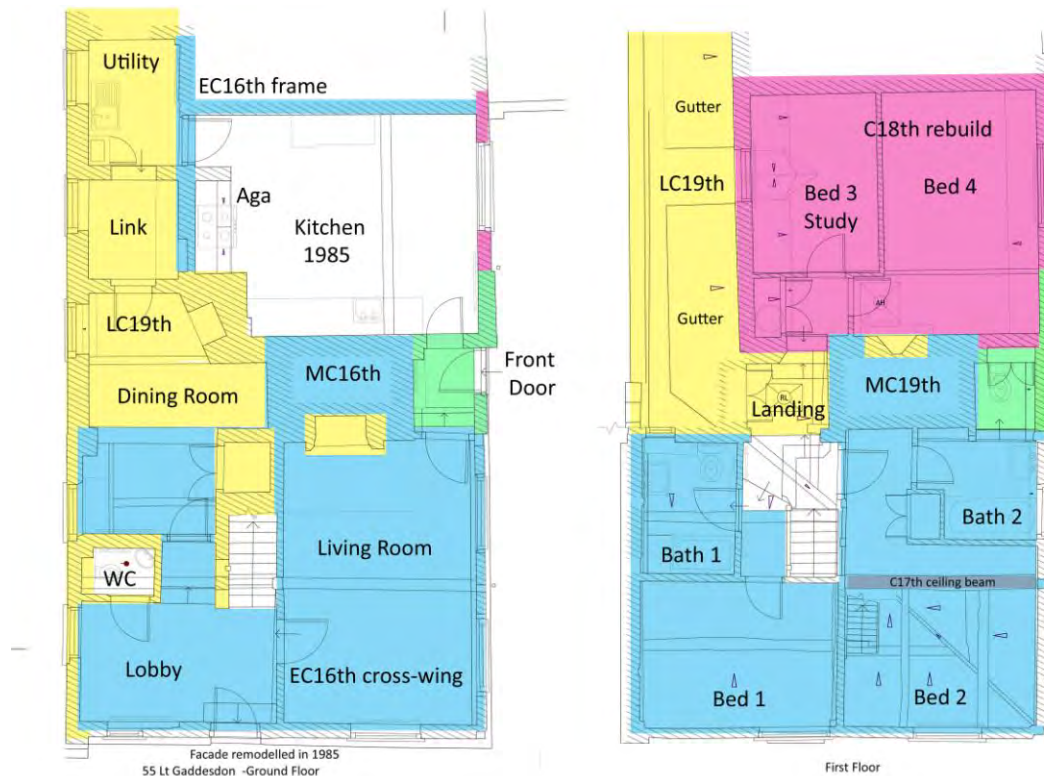 Utility
EC16th frame
Aga
Link
Kitchen
1985
LC19th
Front
Door
MC16th
Dining Room
Living Room
WC
Lobby
EC16th cross-wing
Facade remodelled in 1985
55 Lt Gaddesdon -Ground Floor
Gutter
C18th rebuild
LC19th
Bed 3
Study
Bed 4
AH
Gutter
RL
Landing
MC19th
Bath 1
Bath 2
C17th ceiling beam
Bed 1
Bed 2
First Floor